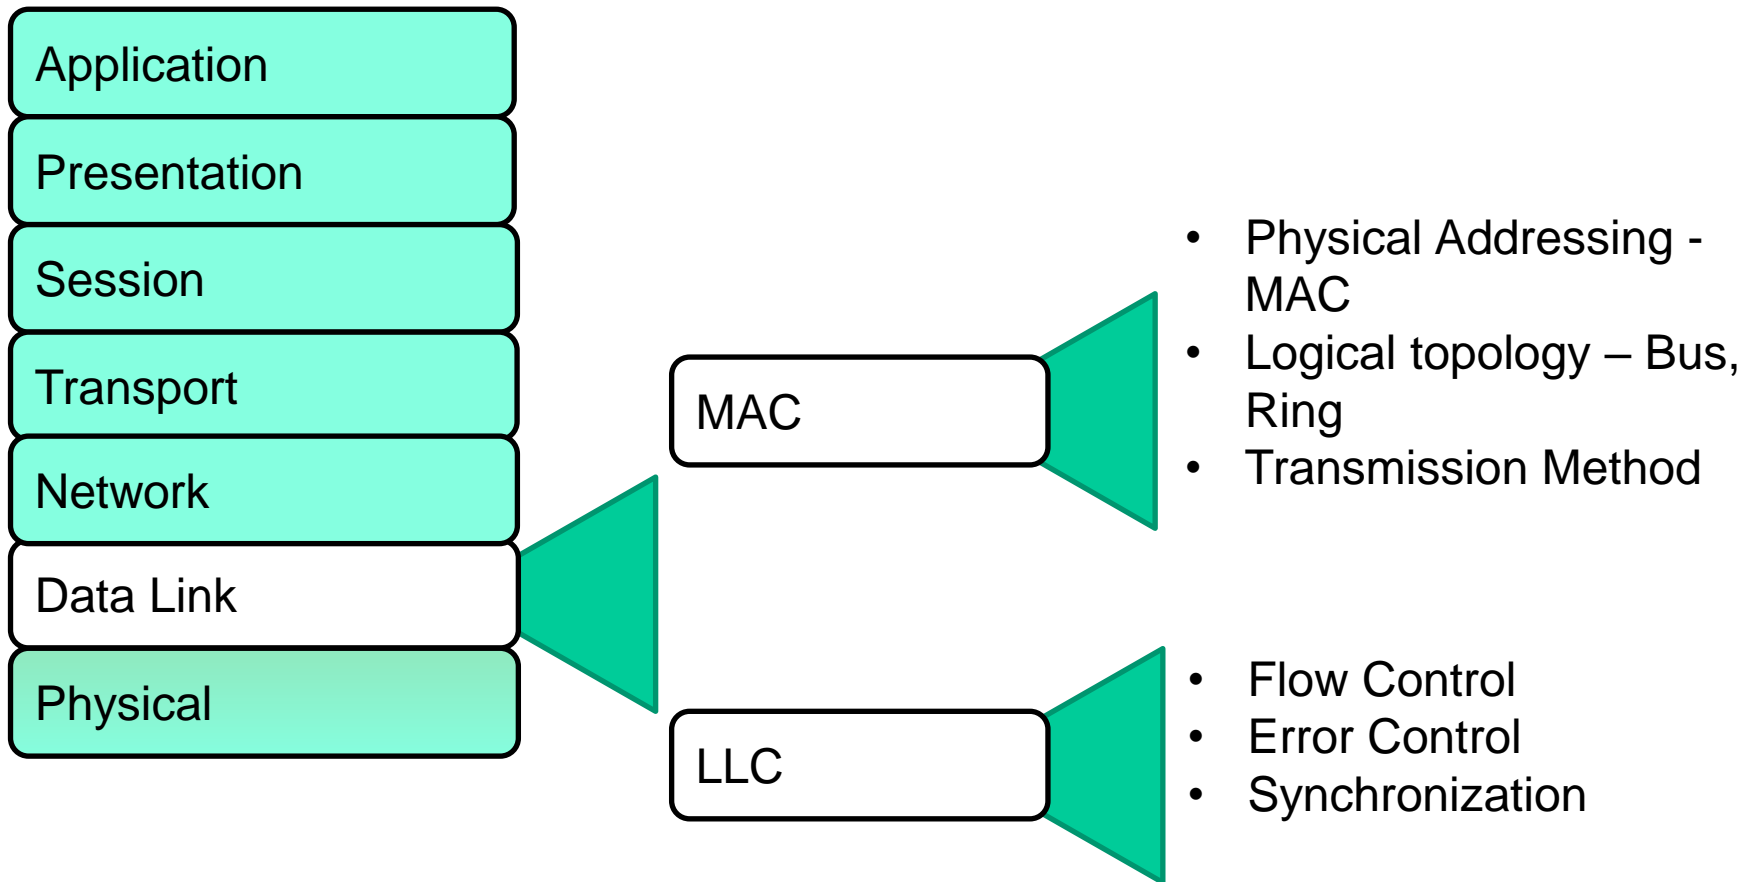 Application
Presentation
Session
Transport
Network
Data Link
Physical
MAC
• Physical Addressing -
MAC
• Logical topology – Bus,
Ring
• Transmission Method
LLC
• Flow Control
• Error Control
• Synchronization